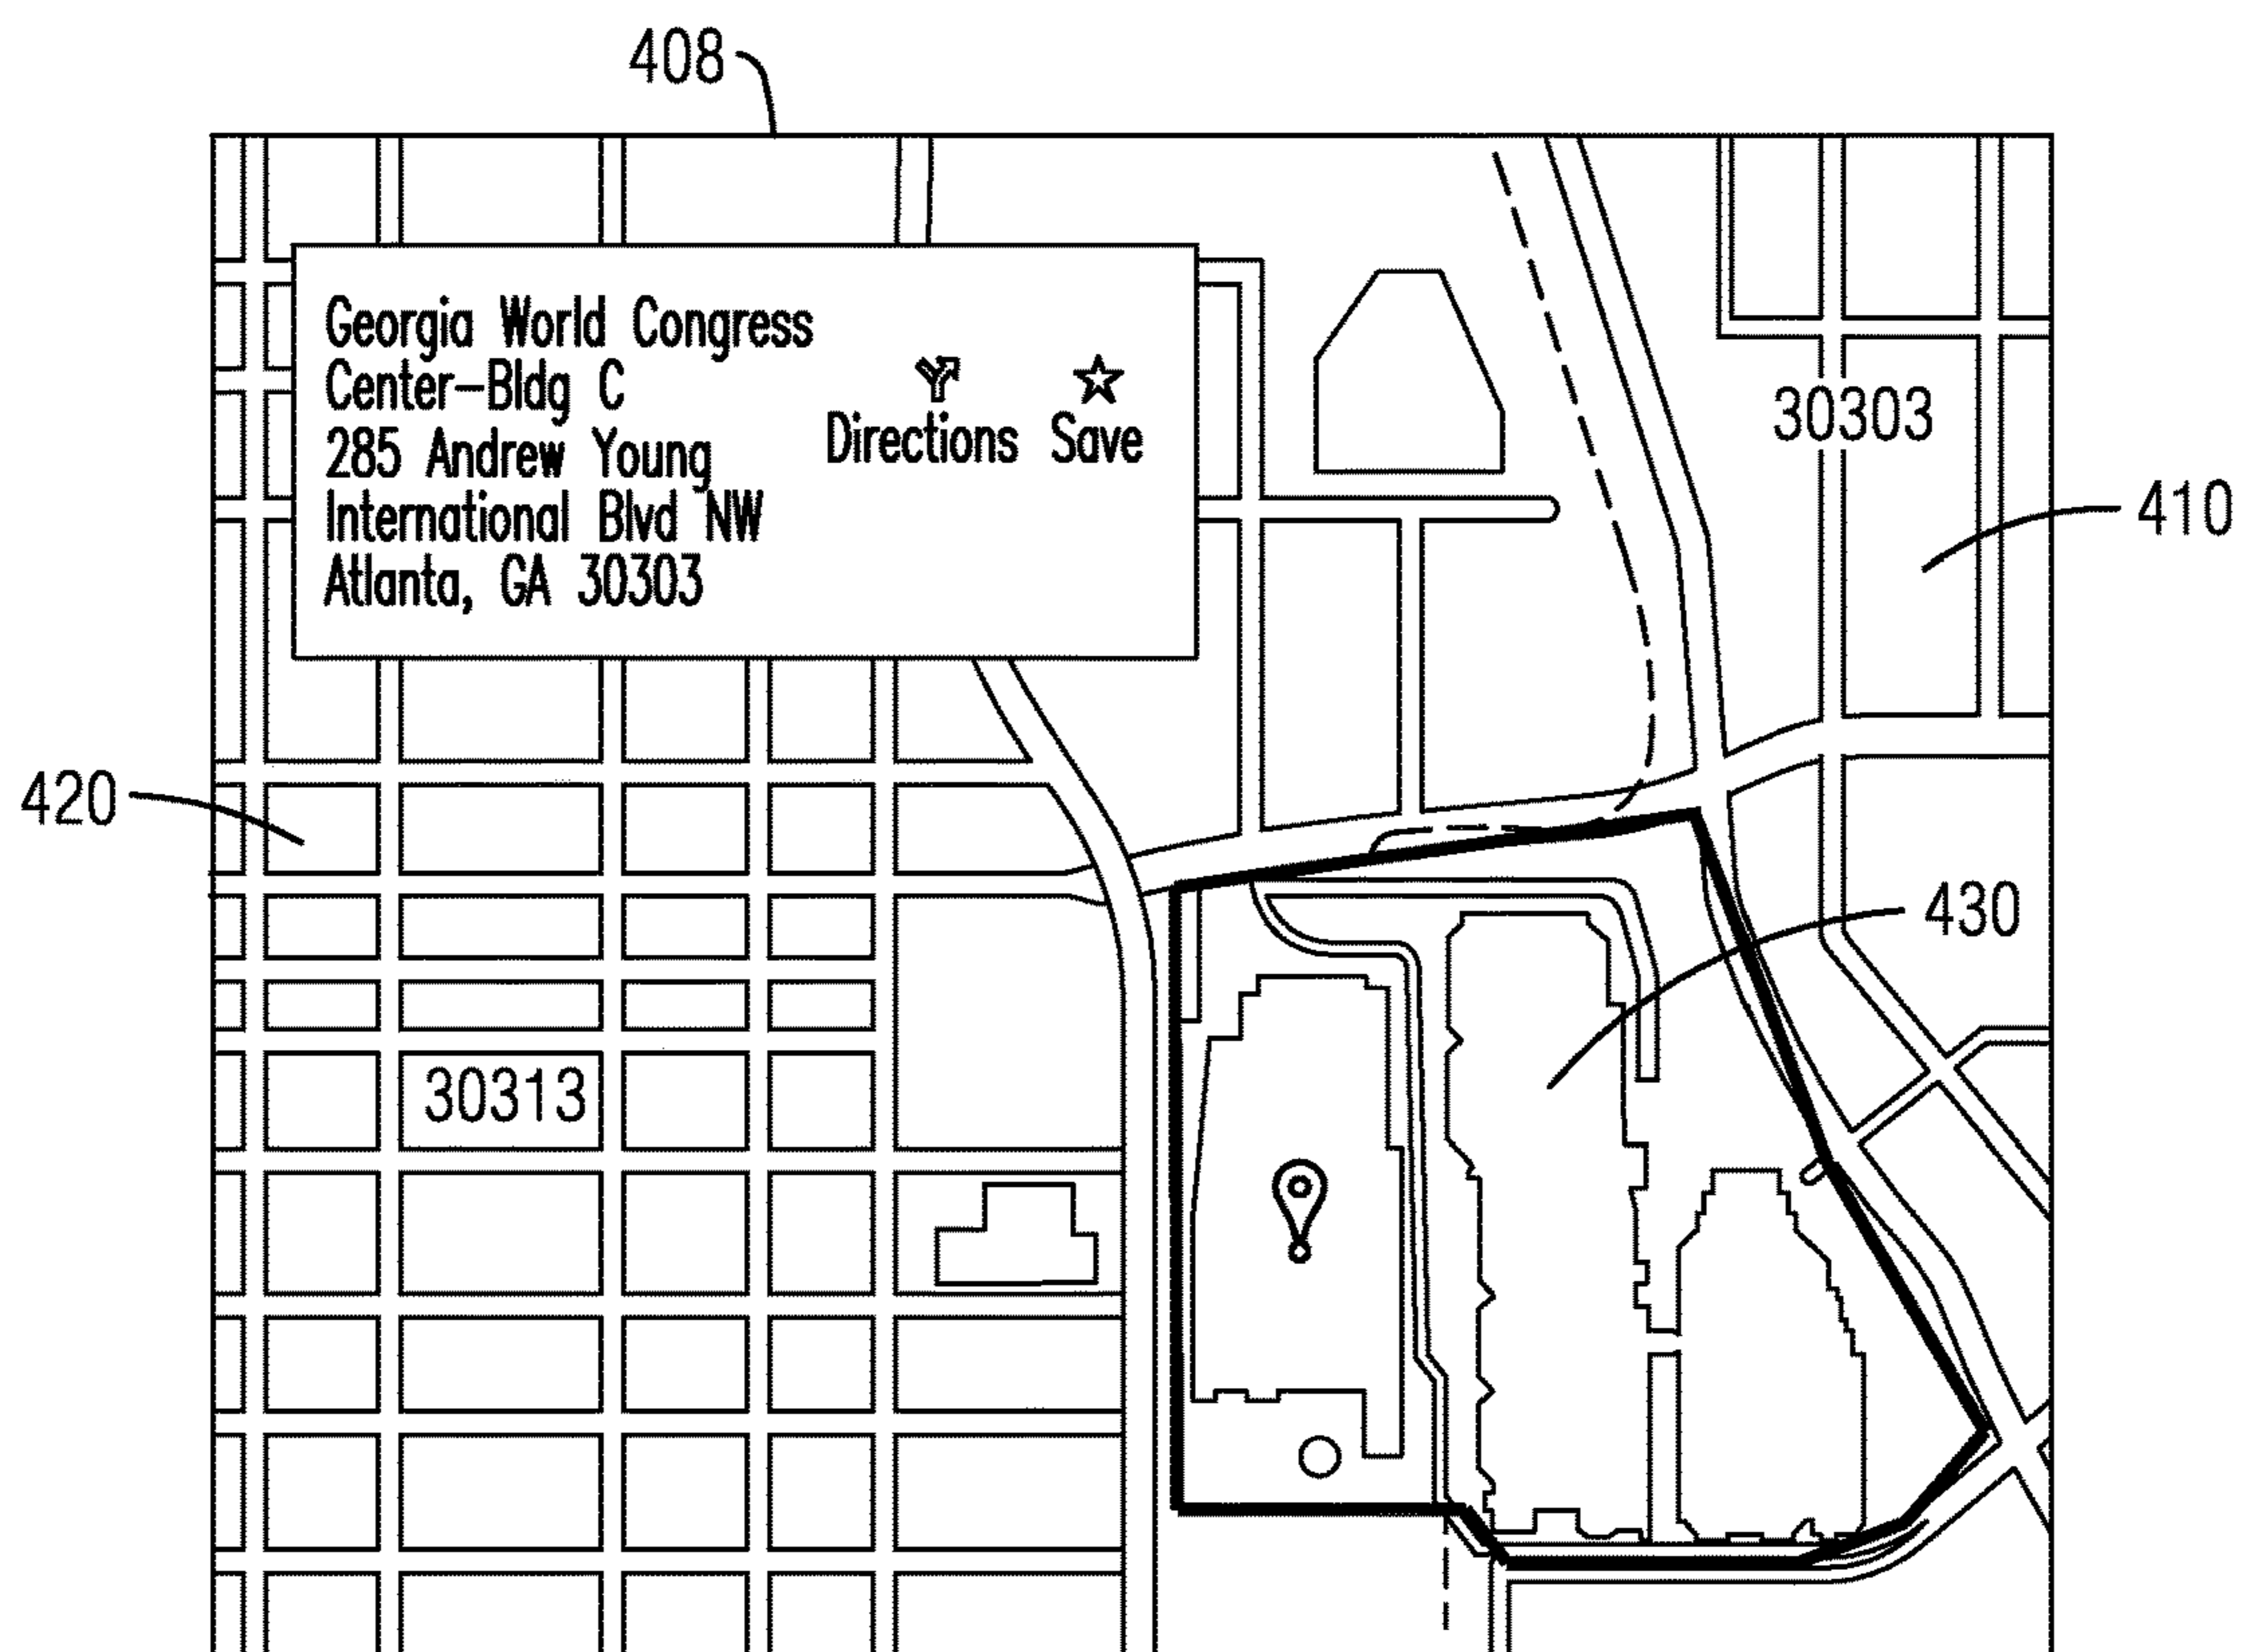 408
Georgia World Congress
Center-Bldg C
285 Andrew Young
International Blvd NW
Atlanta, GA 30303
Directions Save
30303
410
420
430
30313